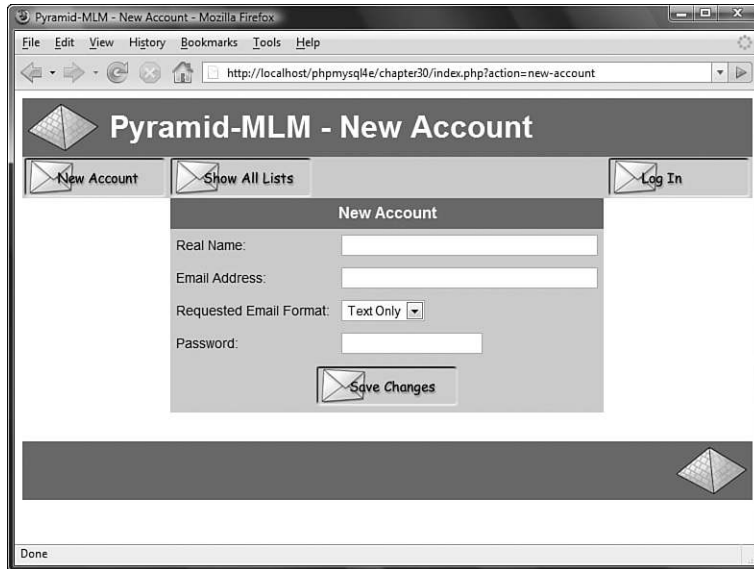 Pyramid-MLM - New Account - Mozilla Firefox
File Edit View History Bookmarks Tools Help
http://localhost/phpmysql4e/chapter30/index.php?action=new-account
Pyramid-MLM - New Account
New Account Show All Lists Log In
New Account
Real Name:
Email Address:
Requested Email Format: Text Only
Password:
Save Changes
Done